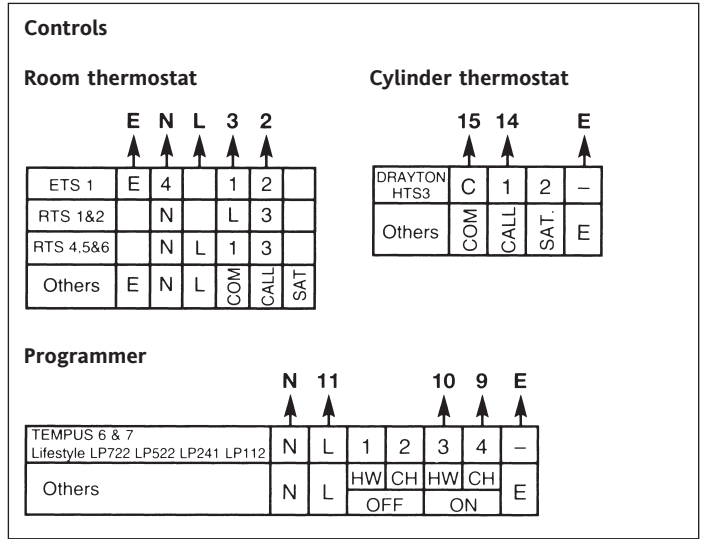 Controls
Room thermostat
E N L 3 2
ETS 1 E 4 1 2
RTS 1&2 N L 3
RTS 4,5&6 N L 1 3
Others E N L COM CALL SAT
Cylinder thermostat
15 14 E
DRAYTON HTS3 C 1 2 –
Others COM CALL SAT. E
Programmer
N 11 10 9 E
TEMPUS 6 & 7
Lifestyle LP722 LP522 LP241 LP112 N L 1 2 3 4 –
Others N L HW CH HW CH E
OFF ON